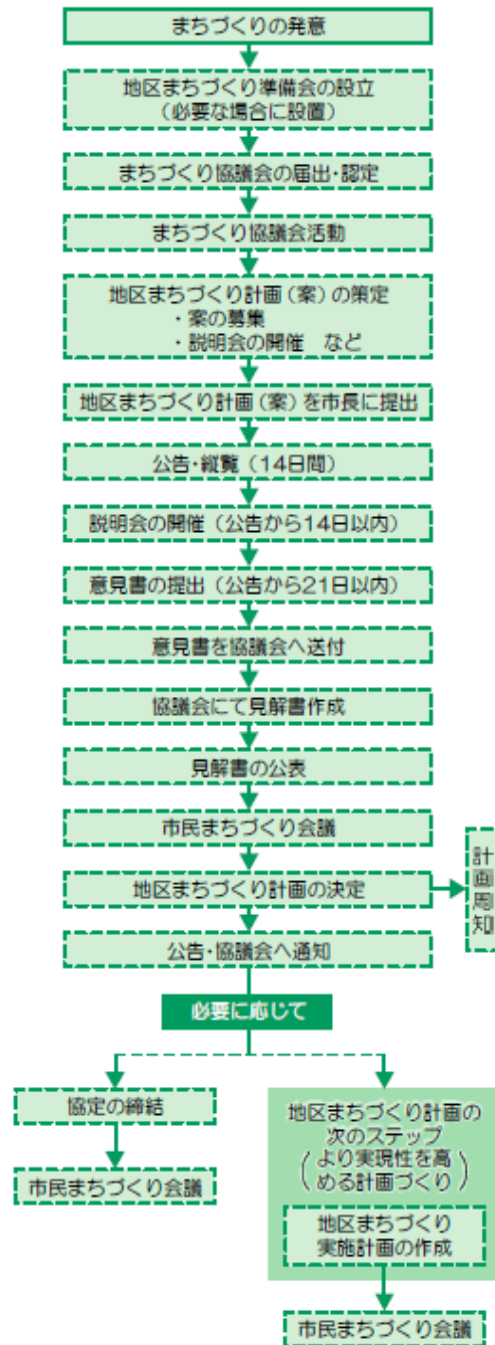 まちづくりの発意
地区まちづくり準備会の設立
(必要な場合に設置)
まちづくり協議会の届出・認定
まちづくり協議会活動
地区まちづくり計画(案)の策定
・案の募集
・説明会の開催 など
地区まちづくり計画(案)を市長に提出
公告・縦覧(14日間)
説明会の開催(公告から14日以内)
意見書の提出(公告から21日以内)
意見書を協議会へ送付
協議会にて見解書作成
見解書の公表
市民まちづくり会議
地区まちづくり計画の決定
計画周知
公告・協議会へ通知
必要に応じて
協定の締結
市民まちづくり会議
地区まちづくり計画の
次のステップ
(より実現性を高
める計画づくり)
地区まちづくり
実施計画の作成
市民まちづくり会議